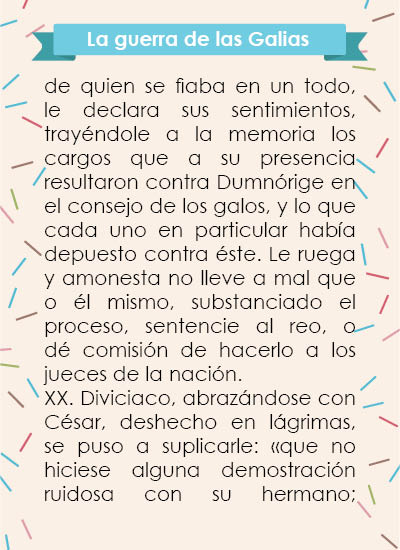 La guerra de las Galias
de quien se fiaba en un todo,
le declara sus sentimientos,
trayéndole a la memoria los
cargos que a su presencia
resultaron contra Dumnórige en
el consejo de los galos, y lo que
cada uno en particular había
depuesto contra éste. Le ruega
y amonesta no lleve a mal que
o él mismo, substanciado el
proceso, sentencie al reo, o
dé comisión de hacerlo a los
jueces de la nación.
XX. Diviciaco, abrazándose con
César, deshecho en lágrimas,
se puso a suplicarle: «que no
hiciese alguna demostración
ruidosa con su hermano;